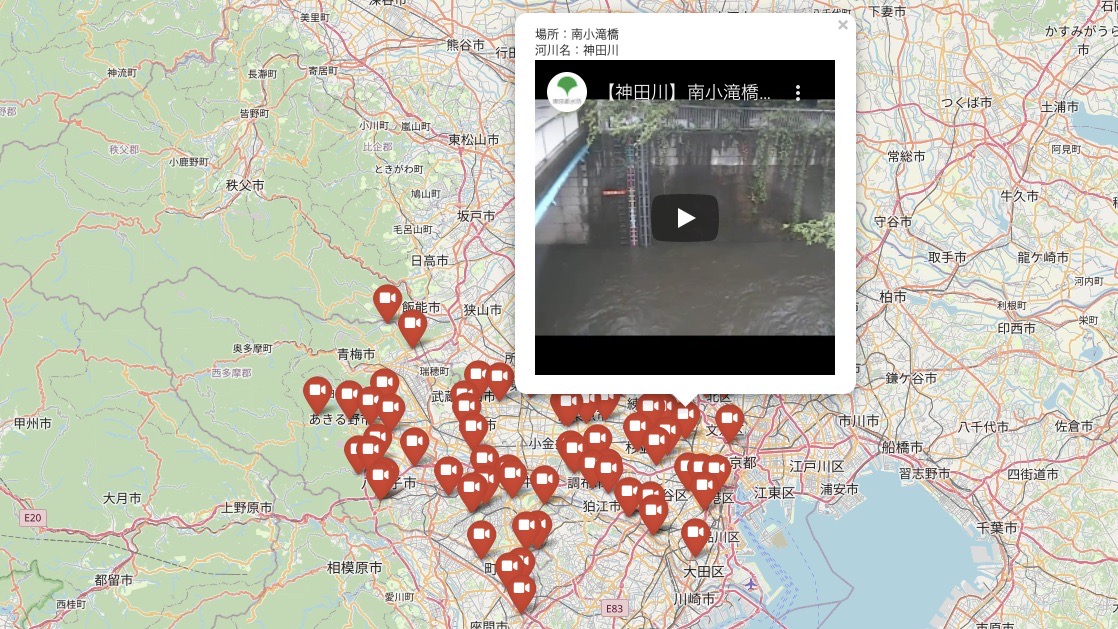 場所：南小滝橋
河川名：神田川
【神田川】南小滝橋...
×
美里町
熊谷市
行田
下妻市
かすみがうら
市
神流町
長瀞町
寄居町
つくば市
土浦市
皆野町
小川町
嵐山町
東松山市
秩父郡
比企郡
常総市
阿見町
小鹿野町
ときがわ町
秩父市
鳩山町
牛久市
坂戸市
守谷市
毛呂山町
日高市
取手市
龍ケ崎市
河内町
飯能市
狭山市
柏市
利根町
栄町
印西市
奥多摩町
青梅市
所
瑞穂町
西多摩郡
鎌ケ谷市
武蔵
北区
甲州市
あきる野市
市川市
八千代市
佐倉市
小金
船橋市
京都
江戸川区
習志野市
四街道市
大月市
上野原市
調布
狛江市
江東区
浦安市
E20
品川区
千葉市
相模原市
町
大田区
都留市
愛川町
川崎市
西桂町
E83
座間市
市原市